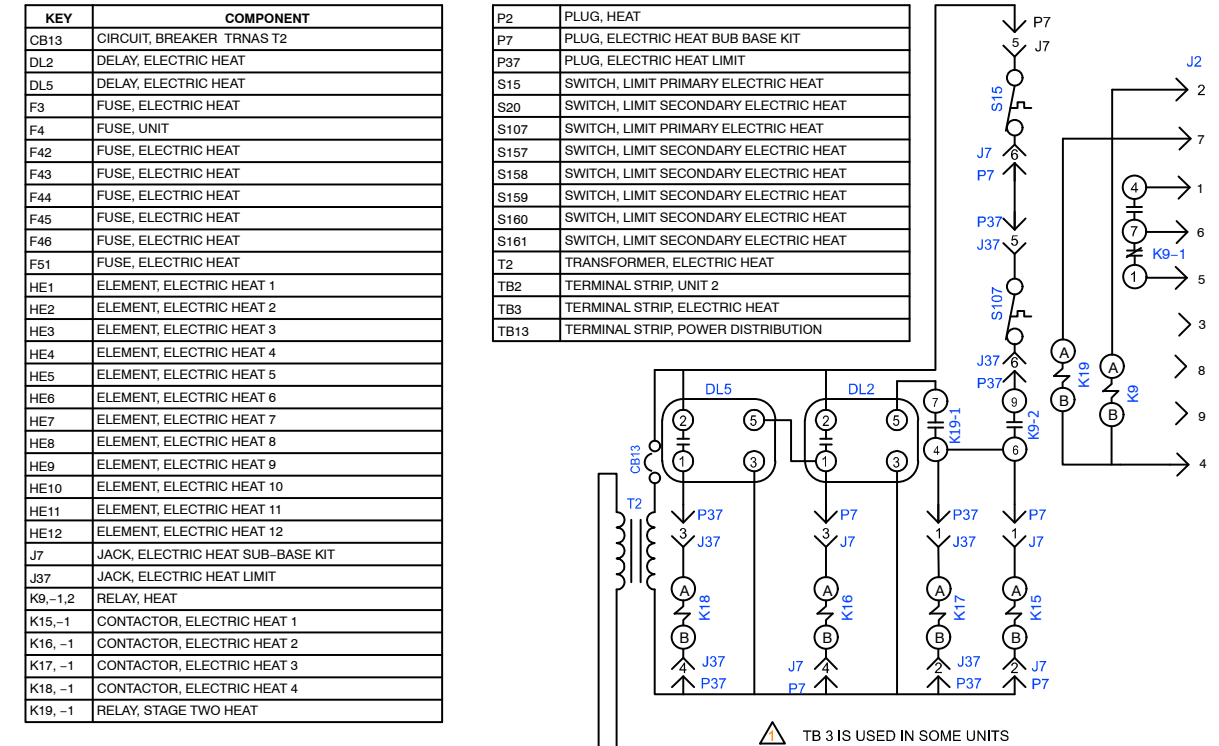 KEY COMPONENT
CB13 CIRCUIT, BREAKER TRNAS T2
DL2 DELAY, ELECTRIC HEAT
DL5 DELAY, ELECTRIC HEAT
F3 FUSE, ELECTRIC HEAT
F4 FUSE, UNIT
F42 FUSE, ELECTRIC HEAT
F43 FUSE, ELECTRIC HEAT
F44 FUSE, ELECTRIC HEAT
F45 FUSE, ELECTRIC HEAT
F46 FUSE, ELECTRIC HEAT
F51 FUSE, ELECTRIC HEAT
HE1 ELEMENT, ELECTRIC HEAT 1
HE2 ELEMENT, ELECTRIC HEAT 2
HE3 ELEMENT, ELECTRIC HEAT 3
HE4 ELEMENT, ELECTRIC HEAT 4
HE5 ELEMENT, ELECTRIC HEAT 5
HE6 ELEMENT, ELECTRIC HEAT 6
HE7 ELEMENT, ELECTRIC HEAT 7
HE8 ELEMENT, ELECTRIC HEAT 8
HE9 ELEMENT, ELECTRIC HEAT 9
HE10 ELEMENT, ELECTRIC HEAT 10
HE11 ELEMENT, ELECTRIC HEAT 11
HE12 ELEMENT, ELECTRIC HEAT 12
J7 JACK, ELECTRIC HEAT SUB−BASE KIT
J37 JACK, ELECTRIC HEAT LIMIT
K9,−1,2 RELAY, HEAT
K15,−1 CONTACTOR, ELECTRIC HEAT 1
K16, −1 CONTACTOR, ELECTRIC HEAT 2
K17, −1 CONTACTOR, ELECTRIC HEAT 3
K18, −1 CONTACTOR, ELECTRIC HEAT 4
K19, −1 RELAY, STAGE TWO HEAT
P2 PLUG, HEAT
P7 PLUG, ELECTRIC HEAT BUB BASE KIT
P37 PLUG, ELECTRIC HEAT LIMIT
S15 SWITCH, LIMIT PRIMARY ELECTRIC HEAT
S20 SWITCH, LIMIT SECONDARY ELECTRIC HEAT
S107 SWITCH, LIMIT PRIMARY ELECTRIC HEAT
S157 SWITCH, LIMIT SECONDARY ELECTRIC HEAT
S158 SWITCH, LIMIT SECONDARY ELECTRIC HEAT
S159 SWITCH, LIMIT SECONDARY ELECTRIC HEAT
S160 SWITCH, LIMIT SECONDARY ELECTRIC HEAT
S161 SWITCH, LIMIT SECONDARY ELECTRIC HEAT
T2 TRANSFORMER, ELECTRIC HEAT
TB2 TERMINAL STRIP, UNIT 2
TB3 TERMINAL STRIP, ELECTRIC HEAT
TB13 TERMINAL STRIP, POWER DISTRIBUTION
P7
5 J7
S15
J7 6
P7
P37
J37 5
S107
J37 6
P37
9
K9-2
6
J2
2
7
4 1
7 6
K9−1
1 5
3
8
9
4
A
K19
B
A
K9
B
DL5
2 5
1 3
DL2
2 5
1 3
7
K19-1
4
CB13
T2
P37
3
J37
A
K18
B
J37
4
P37
P7
3
J7
A
K16
B
J7
4
P7
P37
1
J37
A
K17
B
J37
2
P37
P7
1
J7
A
K15
B
J7
2
P7
1 TB 3 IS USED IN SOME UNITS